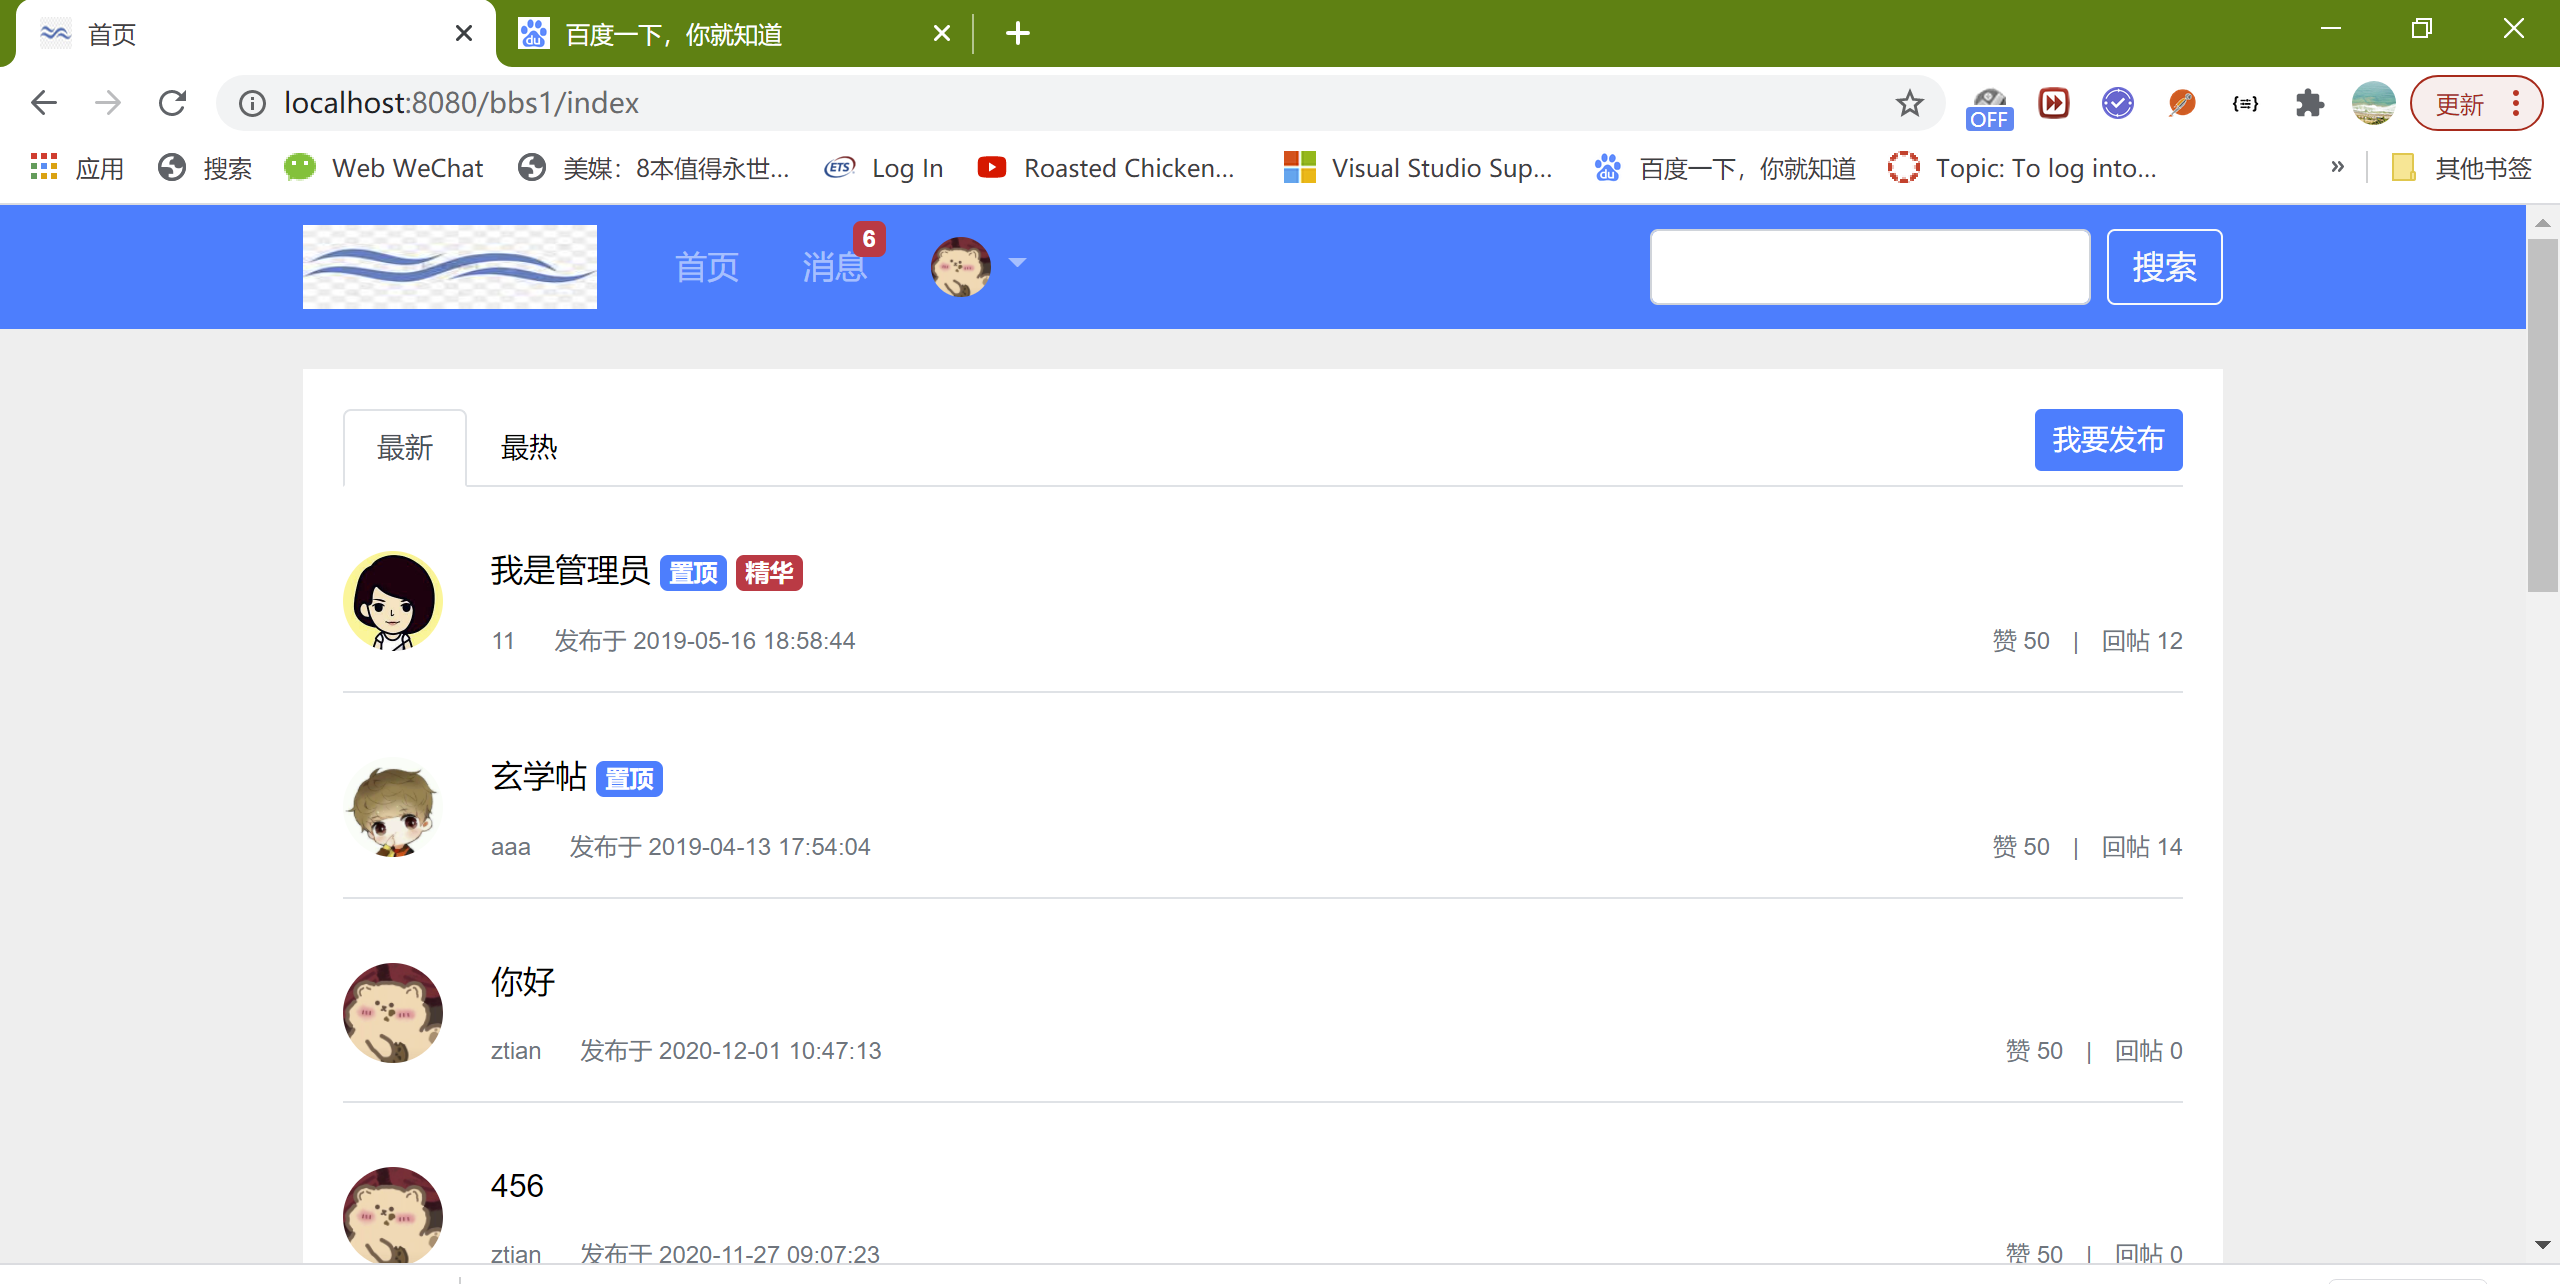 首页
百度一下，你就知道
localhost:8080/bbs1/index
OFF
更新
应用
搜索
Web WeChat
美媒：8本值得永世...
ETS
Log In
Roasted Chicken...
Visual Studio Sup...
du
百度一下，你就知道
Topic: To log into...
»
其他书签
首页
消息
6
搜索
最新
最热
我要发布
我是管理员 置顶 精华
11 发布于 2019-05-16 18:58:44 赞 50 | 回帖 12
玄学帖 置顶
aaa 发布于 2019-04-13 17:54:04 赞 50 | 回帖 14
你好
ztian 发布于 2020-12-01 10:47:13 赞 50 | 回帖 0
456
ztian 发布于 2020-11-27 09:07:23 赞 50 | 回帖 0